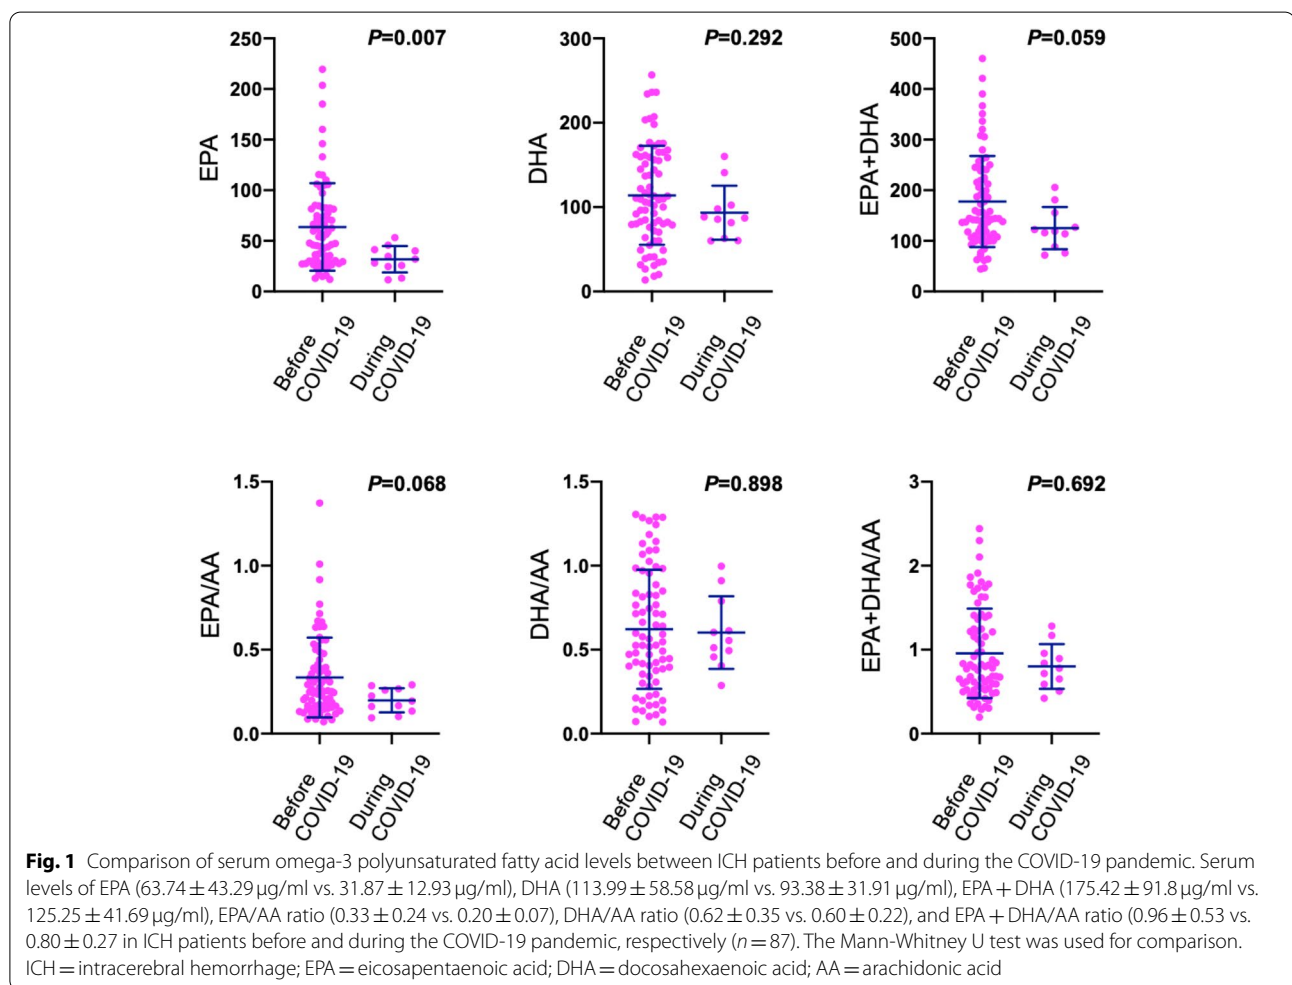 P=0.007
250
200
150
100
50
0
EPA
Before
COVID-19
During
COVID-19
P=0.292
300
200
100
0
DHA
Before
COVID-19
During
COVID-19
P=0.059
500
400
300
200
100
0
EPA+DHA
Before
COVID-19
During
COVID-19
P=0.068
1.5
1.0
0.5
0.0
EPA/AA
Before
COVID-19
During
COVID-19
P=0.898
1.5
1.0
0.5
0.0
DHA/AA
Before
COVID-19
During
COVID-19
P=0.692
3
2
1
0
EPA+DHA/AA
Before
COVID-19
During
COVID-19
Fig. 1 Comparison of serum omega-3 polyunsaturated fatty acid levels between ICH patients before and during the COVID-19 pandemic. Serum
levels of EPA (63.74 ± 43.29 μg/ml vs. 31.87 ± 12.93 μg/ml), DHA (113.99 ± 58.58 μg/ml vs. 93.38 ± 31.91 μg/ml), EPA + DHA (175.42 ± 91.8 μg/ml vs.
125.25 ± 41.69 μg/ml), EPA/AA ratio (0.33 ± 0.24 vs. 0.20 ± 0.07), DHA/AA ratio (0.62 ± 0.35 vs. 0.60 ± 0.22), and EPA + DHA/AA ratio (0.96 ± 0.53 vs.
0.80 ± 0.27 in ICH patients before and during the COVID-19 pandemic, respectively (n = 87). The Mann-Whitney U test was used for comparison.
ICH = intracerebral hemorrhage; EPA = eicosapentaenoic acid; DHA = docosahexaenoic acid; AA = arachidonic acid